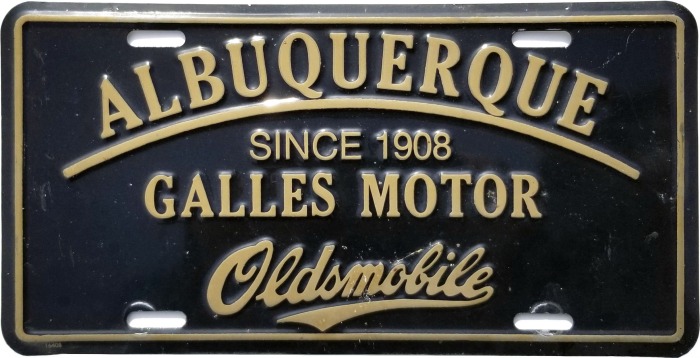 ALBUQUERQUE
SINCE 1908
GALLES MOTOR
Oldsmobile